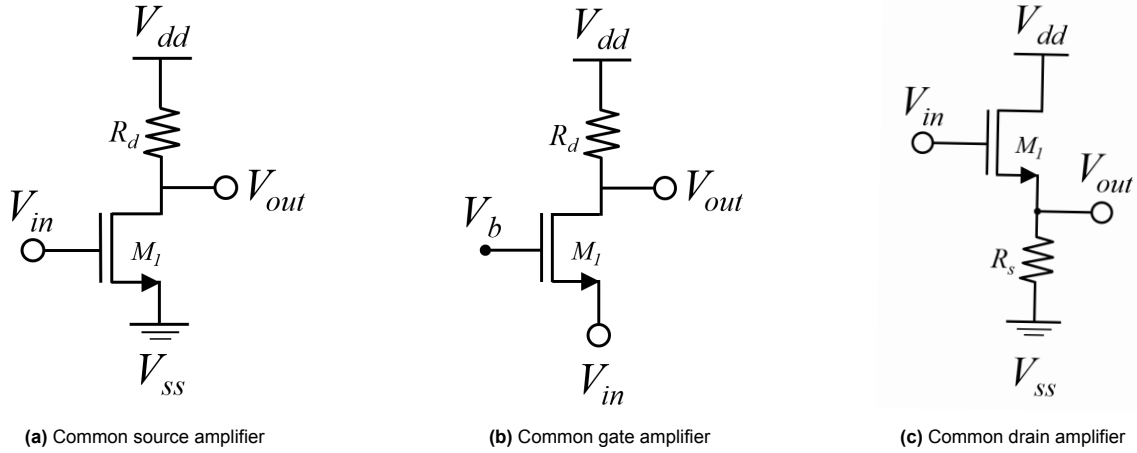 V_dd
R_d
V_out
V_in
M_1
V_ss
(a) Common source amplifier
V_dd
R_d
V_out
V_b
M_1
V_in
(b) Common gate amplifier
V_dd
V_in
M_1
V_out
R_s
V_ss
(c) Common drain amplifier